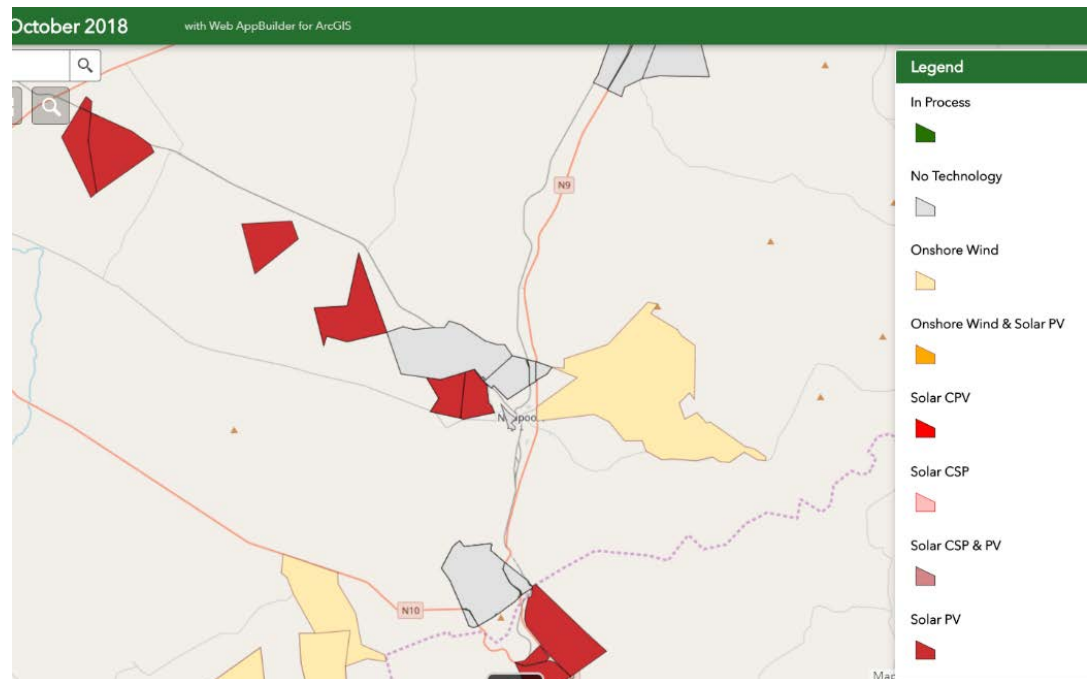 October 2018
with Web AppBuilder for ArcGIS
Legend
In Process
No Technology
Onshore Wind
Onshore Wind & Solar PV
Solar CPV
Solar CSP
Solar CSP & PV
Solar PV
N9
N10